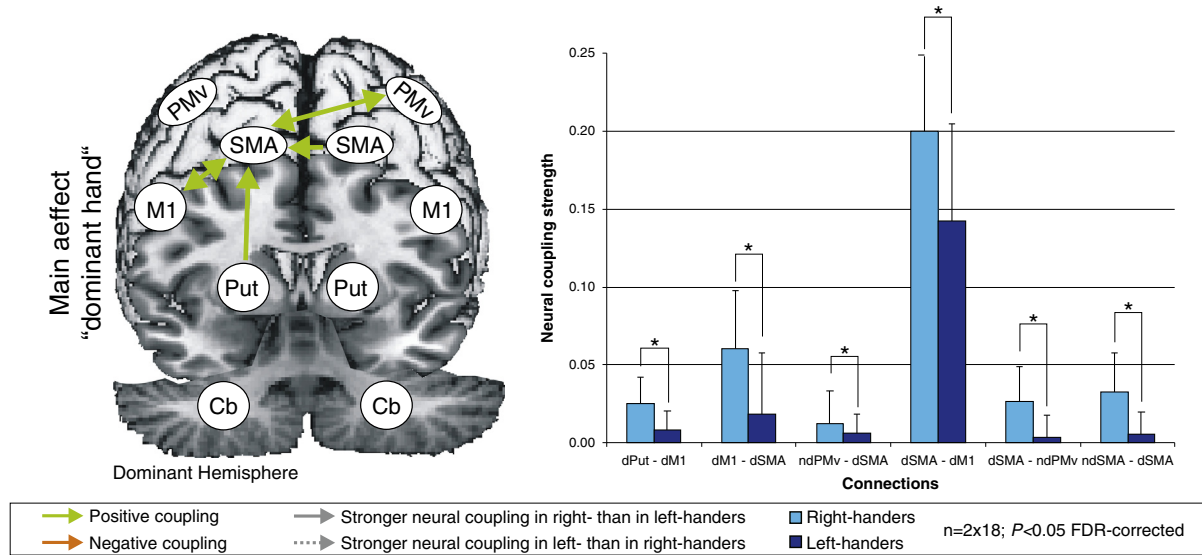 Main aeffect
“dominant hand“
PMv
PMv
SMA
SMA
M1
M1
Put
Put
Cb
Cb
Dominant Hemisphere
Neural coupling strength
0.25
0.20
0.15
0.10
0.05
0.00
*
*
*
*
*
*
dPut - dM1
dM1 - dSMA
ndPMv - dSMA
dSMA - dM1
dSMA - ndPMv
ndSMA - dSMA
Connections
Positive coupling
Negative coupling
Stronger neural coupling in right- than in left-handers
Stronger neural coupling in left- than in right-handers
Right-handers
Left-handers
n=2x18; P<0.05 FDR-corrected